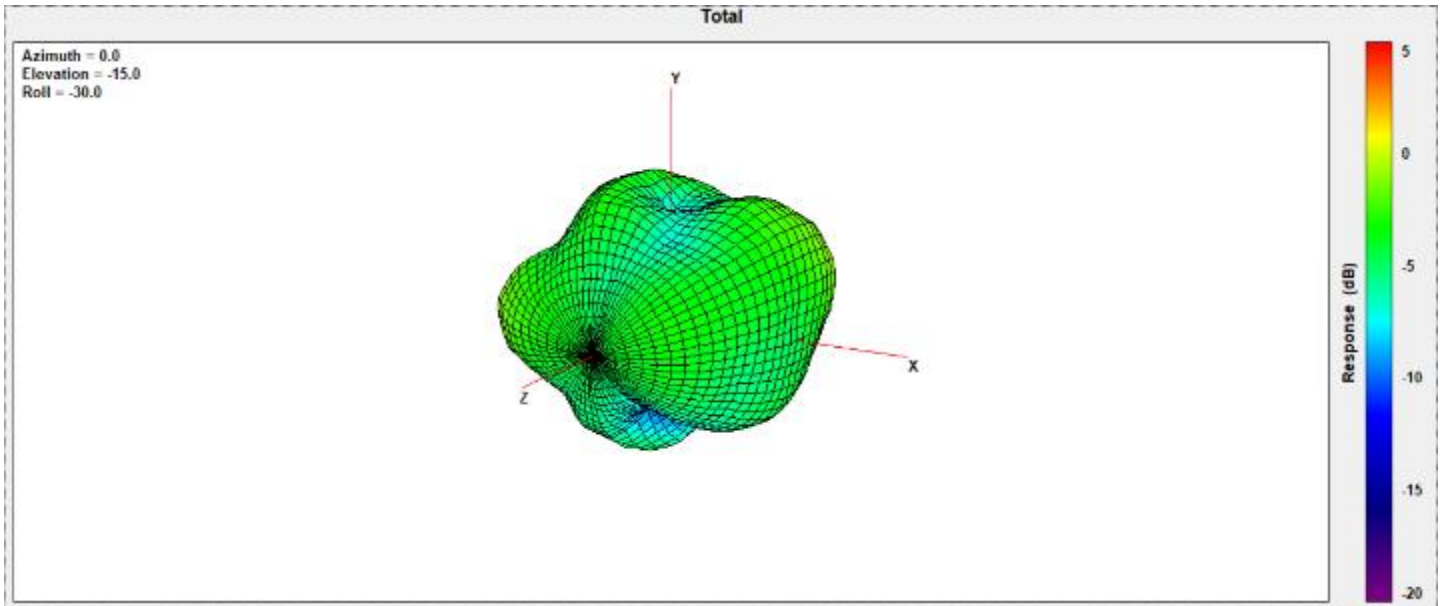 Total
Azimuth = 0.0
Elevation = -15.0
Roll = -30.0
Y
X
Z
5
0
-5
-10
-15
-20
Response (dB)